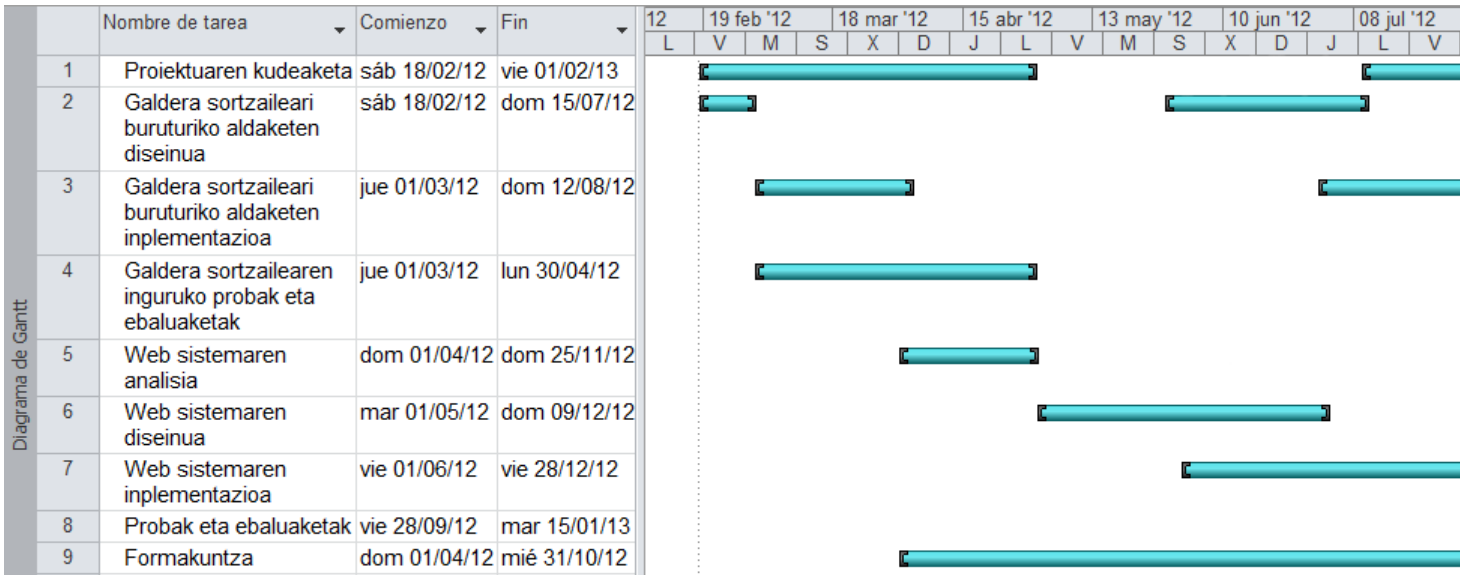 Nombre de tarea Comienzo Fin 12 19 feb '12 18 mar '12 15 abr '12 13 may '12 10 jun '12 08 jul '12
L V M S X D J L V M S X D J L V
1 Proiektuaren kudeaketa sáb 18/02/12 vie 01/02/13
2 Galdera sortzaileari sáb 18/02/12 dom 15/07/12
buruturiko aldaketen
diseinua
3 Galdera sortzaileari jue 01/03/12 dom 12/08/12
buruturiko aldaketen
inplementazioa
4 Galdera sortzailearen jue 01/03/12 lun 30/04/12
inguruko probak eta
ebaluaketak
5 Web sistemaren dom 01/04/12 dom 25/11/12
analisia
6 Web sistemaren mar 01/05/12 dom 09/12/12
diseinua
7 Web sistemaren vie 01/06/12 vie 28/12/12
inplementazioa
8 Probak eta ebaluaketak vie 28/09/12 mar 15/01/13
9 Formakuntza dom 01/04/12 mié 31/10/12
Diagrama de Gantt